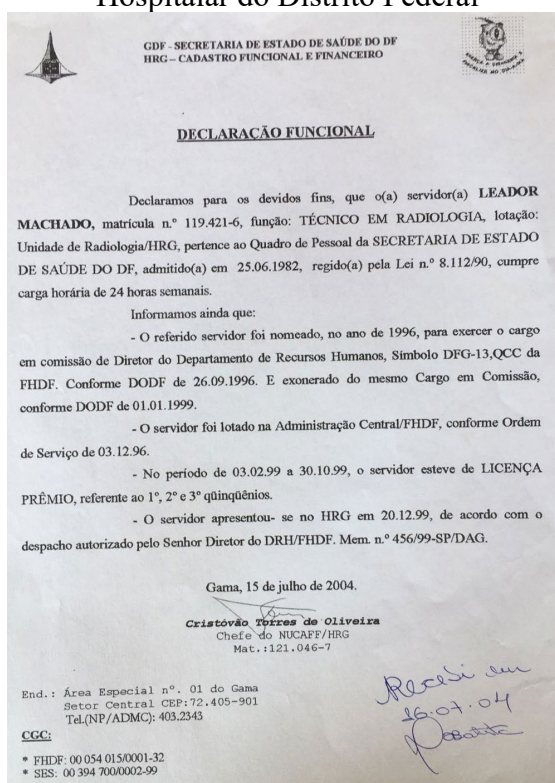 Hospitalar do Distrito Federal
GDF - SECRETARIA DE ESTADO DE SAÚDE DO DF
HRG – CADASTRO FUNCIONAL E FINANCEIRO
DECLARAÇÃO FUNCIONAL
Declaramos para os devidos fins, que o(a) servidor(a) LEADOR
MACHADO, matrícula n.º 119.421-6, função: TÉCNICO EM RADIOLOGIA, lotação:
Unidade de Radiologia/HRG, pertence ao Quadro de Pessoal da SECRETARIA DE ESTADO
DE SAÚDE DO DF, admitido(a) em 25.06.1982, regido(a) pela Lei n.º 8.112/90, cumpre
carga horária de 24 horas semanais.
Informamos ainda que:
- O referido servidor foi nomeado, no ano de 1996, para exercer o cargo
em comissão de Diretor do Departamento de Recursos Humanos, Símbolo DFG-13,QCC da
FHDF. Conforme DODF de 26.09.1996. E exonerado do mesmo Cargo em Comissão,
conforme DODF de 01.01.1999.
- O servidor foi lotado na Administração Central/FHDF, conforme Ordem
de Serviço de 03.12.96.
- No período de 03.02.99 a 30.10.99, o servidor esteve de LICENÇA
PRÊMIO, referente ao 1º, 2º e 3º qüinqüênios.
- O servidor apresentou- se no HRG em 20.12.99, de acordo com o
despacho autorizado pelo Senhor Diretor do DRH/FHDF. Mem. n.º 456/99-SP/DAG.
Gama, 15 de julho de 2004.
Cristóvão Torres de Oliveira
Chefe do NUCAFF/HRG
Mat.:121.046-7
Recebi em
16.07.04
End.: Área Especial nº. 01 do Gama
Setor Central CEP:72.405-901
Tel.(NP/ADMC): 403.2343
CGC:
* FHDF: 00 054 015/0001-32
* SES: 00 394 700/0002-99